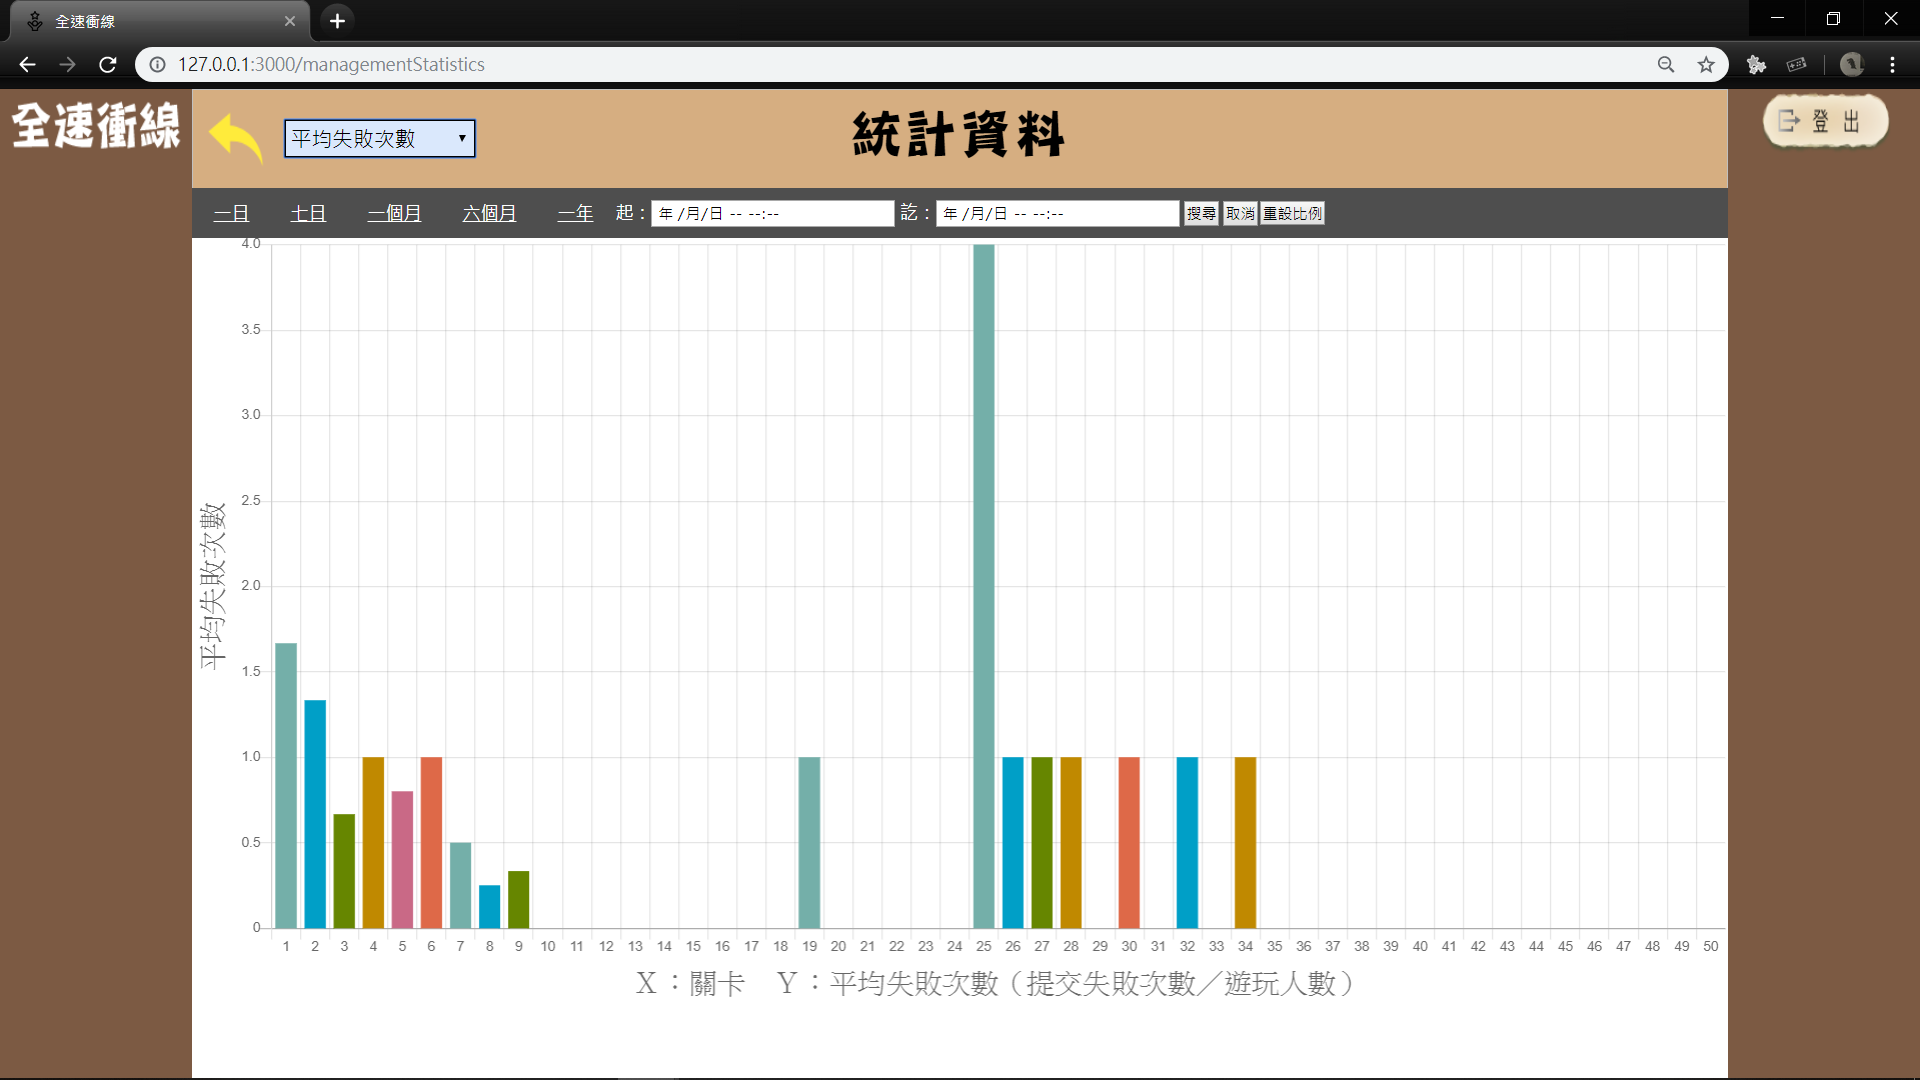 全速衝線
127.0.0.1:3000/managementStatistics
全速衝線
平均失敗次數
統計資料
登出
一日 七日 一個月 六個月 一年 起： 年 /月/日 -- --:-- 訖： 年 /月/日 -- --:-- 搜尋 取消 重設比例
4.0
3.5
3.0
2.5
2.0
1.5
1.0
0.5
0
平均失敗次數
1 2 3 4 5 6 7 8 9 10 11 12 13 14 15 16 17 18 19 20 21 22 23 24 25 26 27 28 29 30 31 32 33 34 35 36 37 38 39 40 41 42 43 44 45 46 47 48 49 50
X：關卡　Y：平均失敗次數（提交失敗次數／遊玩人數）